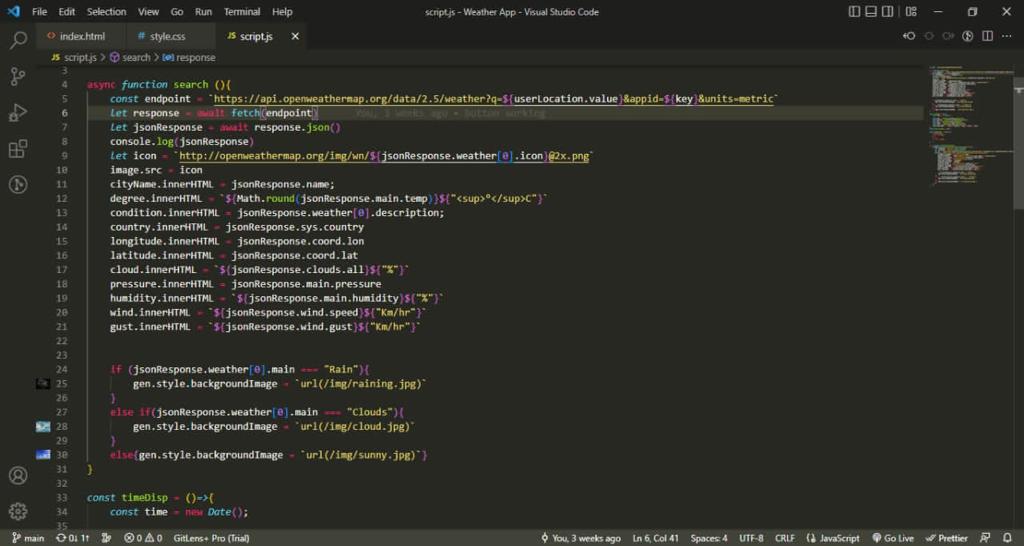 File Edit Selection View Go Run Terminal Help script.js - Weather App - Visual Studio Code
index.html style.css script.js
script.js > search > response
3
4 async function search (){
5 const endpoint = `https://api.openweathermap.org/data/2.5/weather?q=${userLocation.value}&appid=${key}&units=metric`
6 let response = await fetch(endpoint) You, 3 weeks ago • button working
7 let jsonResponse = await response.json()
8 console.log(jsonResponse)
9 let icon = `http://openweathermap.org/img/wn/${jsonResponse.weather[0].icon}@2x.png`
10 image.src = icon
11 cityName.innerHTML = jsonResponse.name;
12 degree.innerHTML = `${Math.round(jsonResponse.main.temp)}${"<sup>°</sup>C"}`
13 condition.innerHTML = jsonResponse.weather[0].description;
14 country.innerHTML = jsonResponse.sys.country
15 longitude.innerHTML = jsonResponse.coord.lon
16 latitude.innerHTML = jsonResponse.coord.lat
17 cloud.innerHTML = `${jsonResponse.clouds.all}${"%"}`
18 pressure.innerHTML = jsonResponse.main.pressure
19 humidity.innerHTML = `${jsonResponse.main.humidity}${"%"}`
20 wind.innerHTML = `${jsonResponse.wind.speed}${"Km/hr"}`
21 gust.innerHTML = `${jsonResponse.wind.gust}${"Km/hr"}`
22
23
24 if (jsonResponse.weather[0].main === "Rain"){
25 gen.style.backgroundImage = `url(/img/raining.jpg)`
26 }
27 else if(jsonResponse.weather[0].main === "Clouds"){
28 gen.style.backgroundImage = `url(/img/cloud.jpg)`
29 }
30 else{gen.style.backgroundImage = `url(/img/sunny.jpg)`}
31 }
32
33 const timeDisp = ()=>{
34 const time = new Date();
35
main 0↓ 1↑ 0 0 GitLens+ Pro (Trial) You, 3 weeks ago Ln 6, Col 41 Spaces: 4 UTF-8 CRLF JavaScript Go Live Prettier